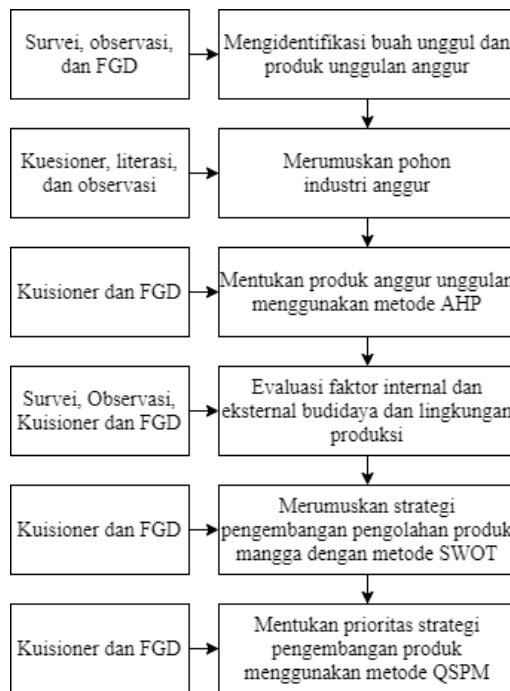 Survei, observasi,
dan FGD
Mengidentifikasi buah unggul dan
produk unggulan anggur
Kuesioner, literasi,
dan observasi
Merumuskan pohon
industri anggur
Kuisioner dan FGD
Mentukan produk anggur unggulan
menggunakan metode AHP
Survei, Observasi,
Kuisioner dan FGD
Evaluasi faktor internal dan
eksternal budidaya dan lingkungan
produksi
Kuisioner dan FGD
Merumuskan strategi
pengembangan pengolahan produk
mangga dengan metode SWOT
Kuisioner dan FGD
Mentukan prioritas strategi
pengembangan produk
menggunakan metode QSPM